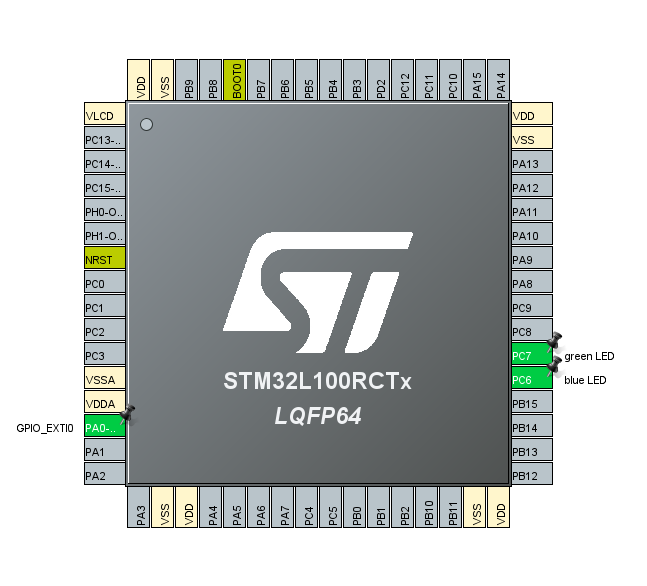 VDD
VSS
PB9
PB8
BOOT0
PB7
PB6
PB5
PB4
PB3
PD2
PC12
PC11
PC10
PA15
PA14
VLCD
PC13-..
PC14-..
PC15-..
PH0-O..
PH1-O..
NRST
PC0
PC1
PC2
PC3
VSSA
VDDA
GPIO_EXTI0 PA0-..
PA1
PA2
ST
STM32L100RCTx
LQFP64
VDD
VSS
PA13
PA12
PA11
PA10
PA9
PA8
PC9
PC8
PC7 green LED
PC6 blue LED
PB15
PB14
PB13
PB12
PA3
VSS
VDD
PA4
PA5
PA6
PA7
PC4
PC5
PB0
PB1
PB2
PB10
PB11
VSS
VDD